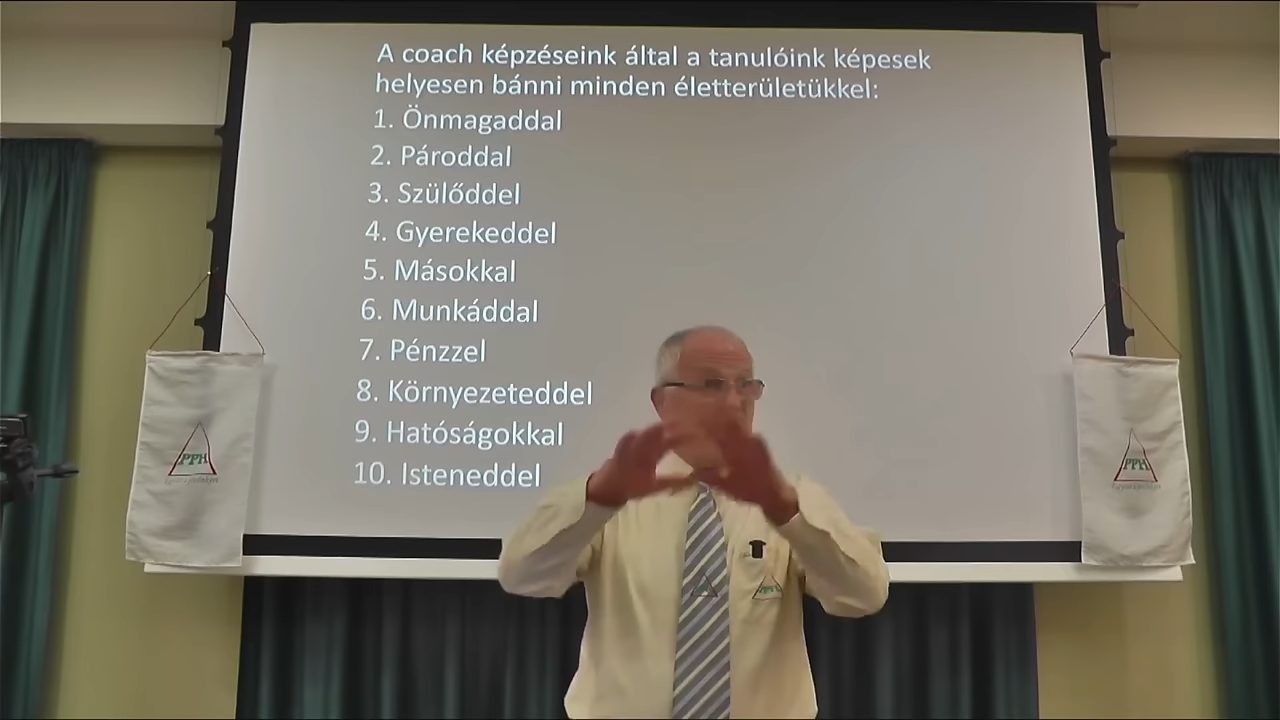 A coach képzéseink által a tanulóink képesek
helyesen bánni minden életterületükkel:
1. Önmagaddal
2. Pároddal
3. Szülőddel
4. Gyerekeddel
5. Másokkal
6. Munkáddal
7. Pénzzel
8. Környezeteddel
9. Hatóságokkal
10. Isteneddel
PPH
PPH
PPH